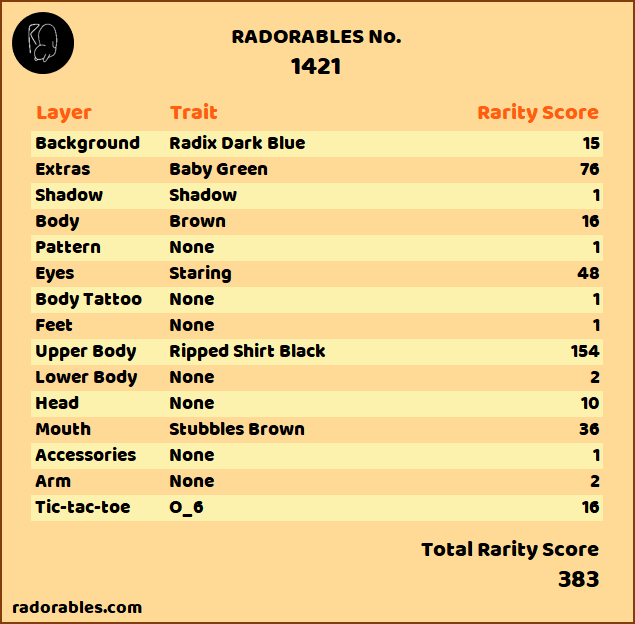 RADORABLES No.
1421
Layer Trait Rarity Score
Background Radix Dark Blue 15
Extras Baby Green 76
Shadow Shadow 1
Body Brown 16
Pattern None 1
Eyes Staring 48
Body Tattoo None 1
Feet None 1
Upper Body Ripped Shirt Black 154
Lower Body None 2
Head None 10
Mouth Stubbles Brown 36
Accessories None 1
Arm None 2
Tic-tac-toe O_6 16
Total Rarity Score
383
radorables.com